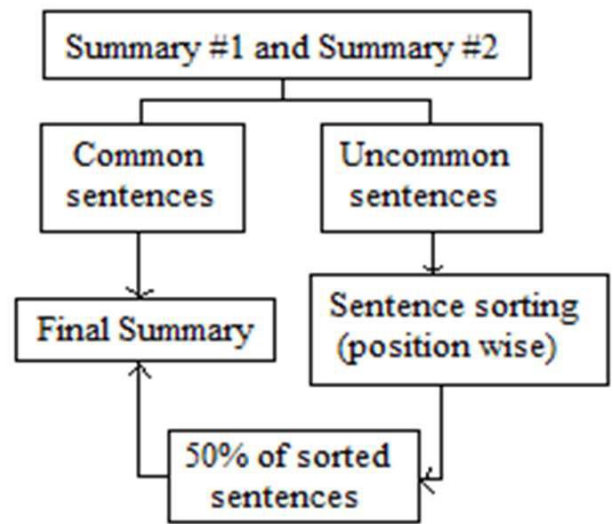 Summary #1 and Summary #2
Common
sentences
Uncommon
sentences
Final Summary
Sentence sorting
(position wise)
50% of sorted
sentences